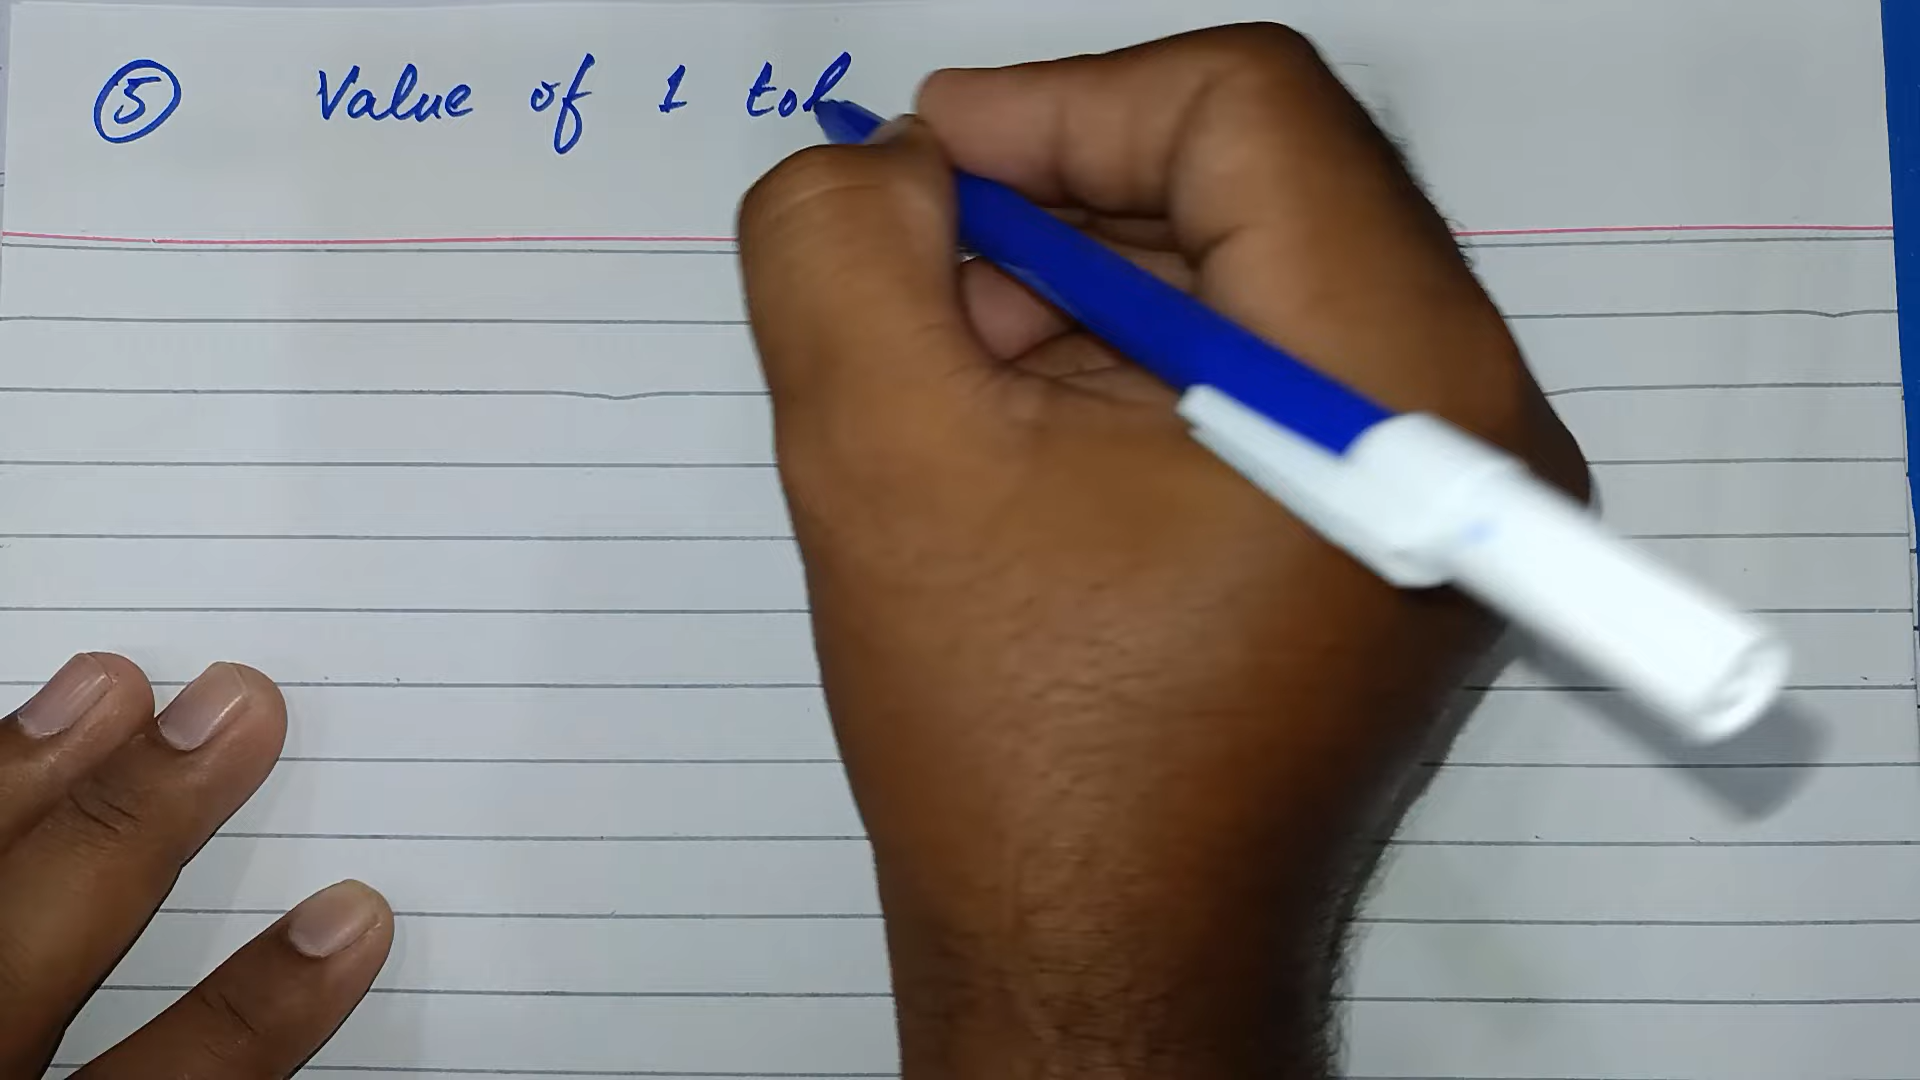 ⑤ Value of 1 tol